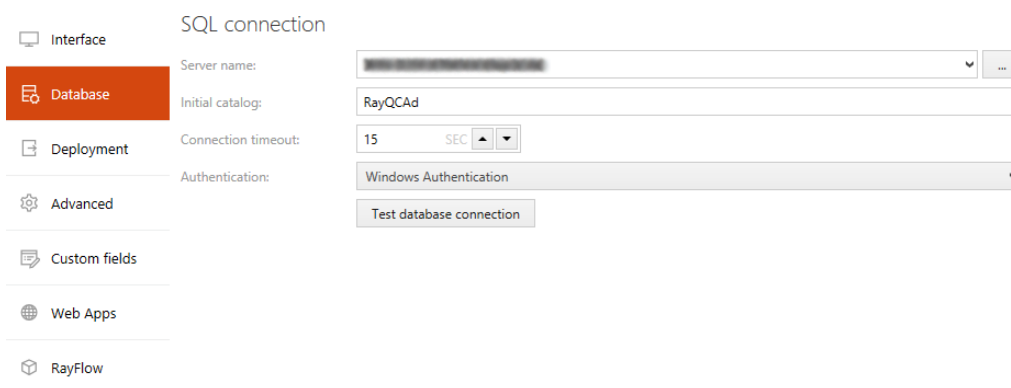 Interface
Database
Deployment
Advanced
Custom fields
Web Apps
RayFlow
SQL connection
Server name:
...
Initial catalog:
RayQCAd
Connection timeout:
15 SEC
Authentication:
Windows Authentication
Test database connection